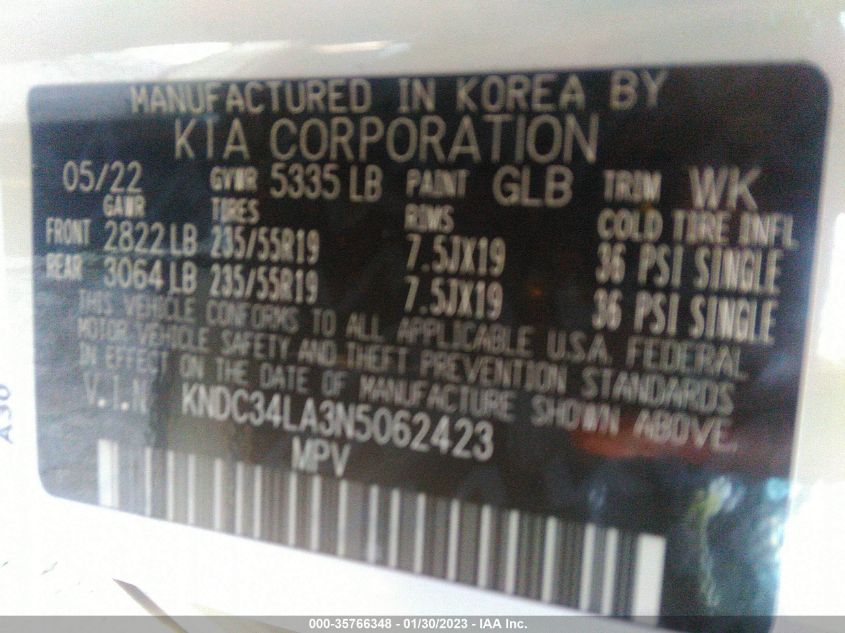 MANUFACTURED IN KOREA BY
KIA CORPORATION
05/22 GVWR 5335 LB PAINT GLB TRIM WK
GAWR TIRES RIMS COLD TIRE INFL
FRONT 2822 LB 235/55R19 7.5JX19 36 PSI SINGLE
REAR 3064 LB 235/55R19 7.5JX19 36 PSI SINGLE
THIS VEHICLE CONFORMS TO ALL APPLICABLE U.S.A. FEDERAL
MOTOR VEHICLE SAFETY AND THEFT PREVENTION STANDARDS
IN EFFECT ON THE DATE OF MANUFACTURE SHOWN ABOVE.
V.I.N KNDC34LA3N5062423
MPV
A30
000-35766348 - 01/30/2023 - IAA Inc.